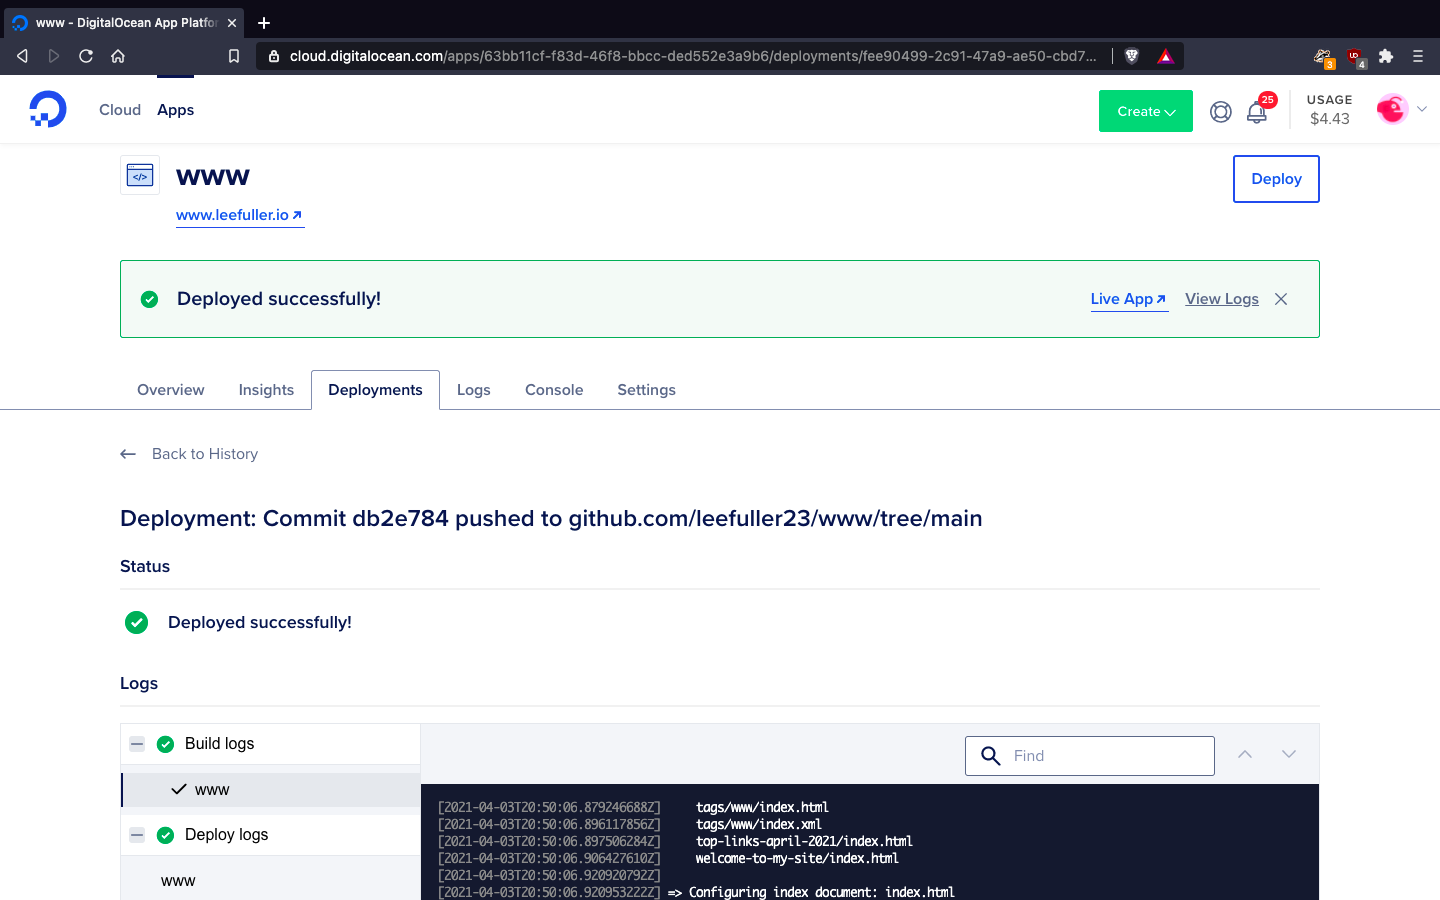 www - DigitalOcean App Platfor
cloud.digitalocean.com/apps/63bb11cf-f83d-46f8-bbcc-ded552e3a9b6/deployments/fee90499-2c91-47a9-ae50-cbd7...
3
4
Cloud
Apps
Create
25
USAGE
$4.43
</>
www
Deploy
www.leefuller.io
Deployed successfully!
Live App
View Logs
Overview
Insights
Deployments
Logs
Console
Settings
Back to History
Deployment: Commit db2e784 pushed to github.com/leefuller23/www/tree/main
Status
Deployed successfully!
Logs
Build logs
www
Deploy logs
www
Find
[2021-04-03T20:50:06.879246688Z] tags/www/index.html
[2021-04-03T20:50:06.896117856Z] tags/www/index.xml
[2021-04-03T20:50:06.897506284Z] top-links-april-2021/index.html
[2021-04-03T20:50:06.906427610Z] welcome-to-my-site/index.html
[2021-04-03T20:50:06.920920792Z]
[2021-04-03T20:50:06.920953222Z] => Configuring index document: index.html